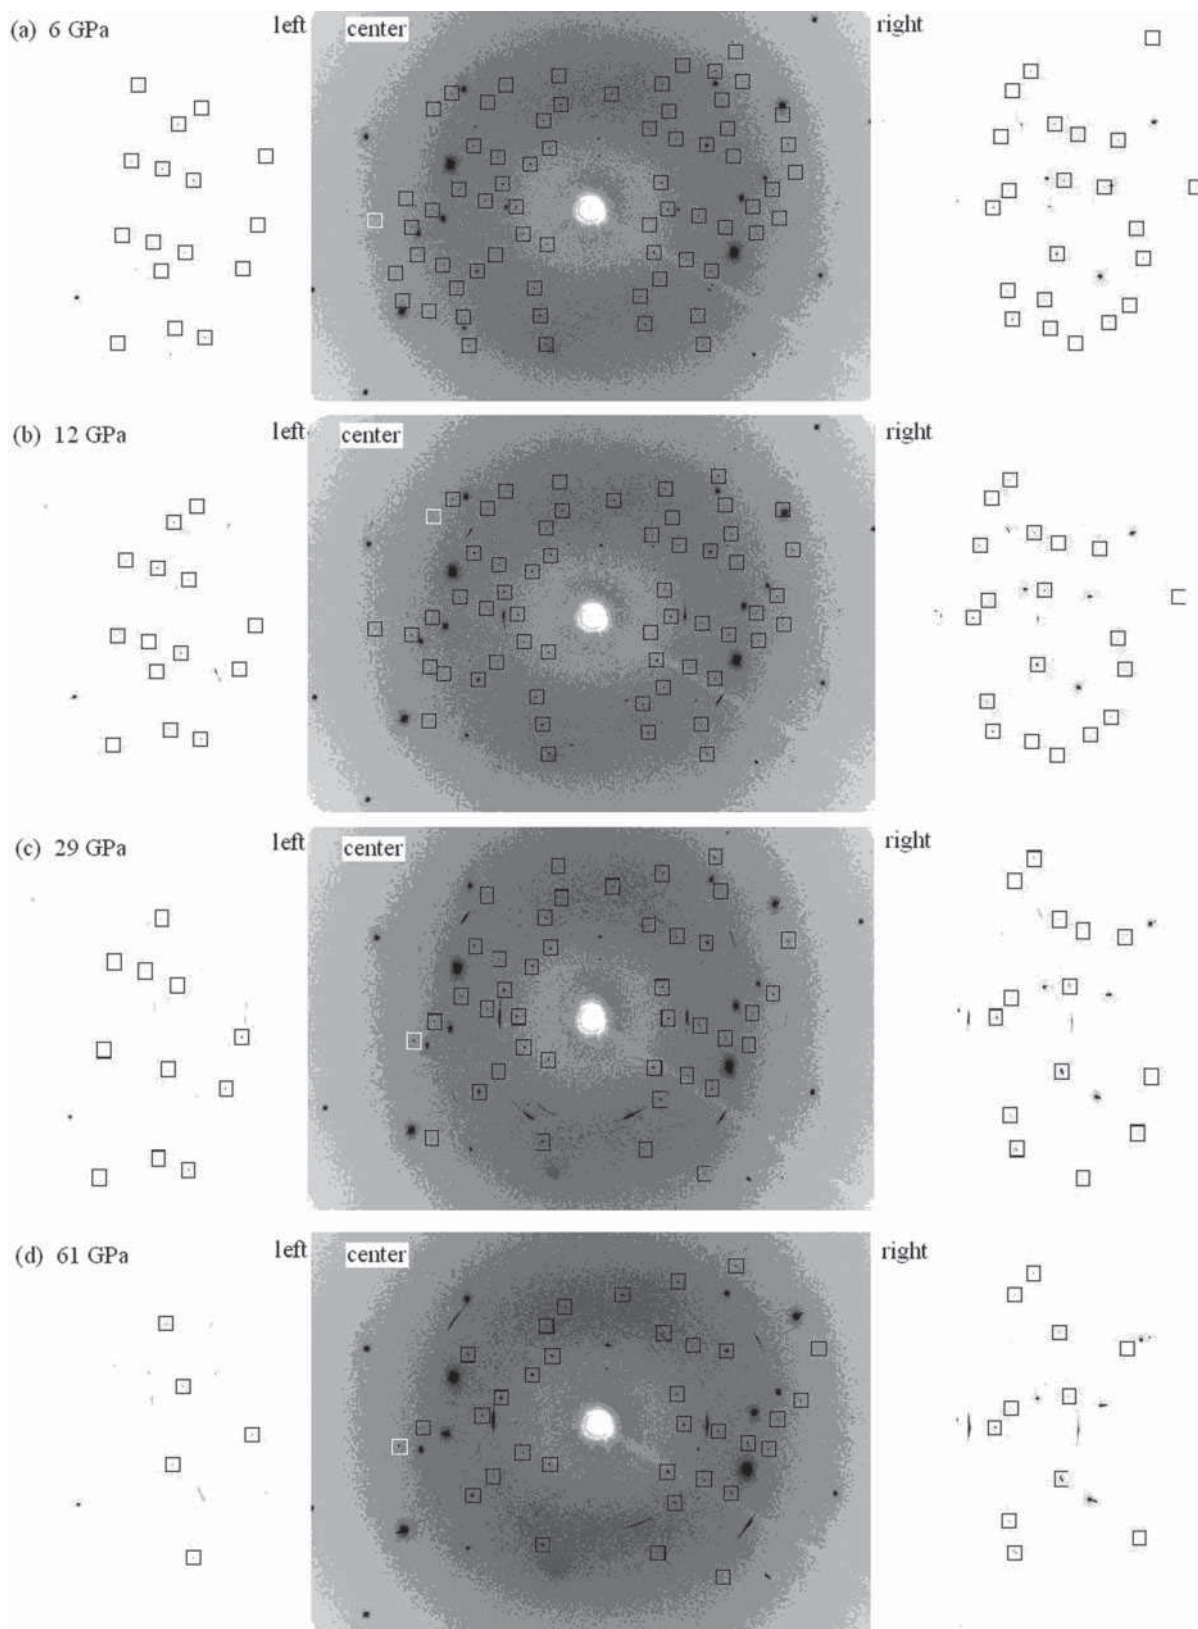 (a) 6 GPa left center right
(b) 12 GPa left center right
(c) 29 GPa left center right
(d) 61 GPa left center right